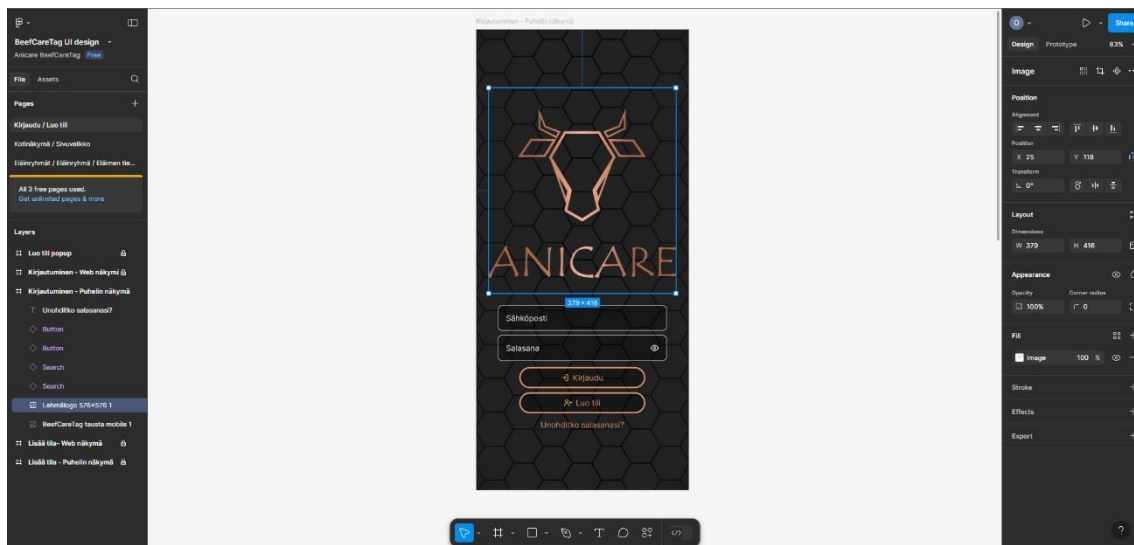 BeefCareTag UI design
Anicare BeefCareTag Free
File Assets
Pages
Kirjaudu / Luo tili
Kotinäkymä / Sivuvalikko
Eläinryhmät / Eläinryhmä / Eläimen tie...
All 3 free pages used.
Get unlimited pages & more
Layers
Luo tili popup
Kirjautuminen - Web näkymä
Kirjautuminen - Puhelin näkymä
Unohditko salasanasi?
Button
Button
Search
Search
Lehmälogo 576×576 1
BeefCareTag tausta mobile 1
Lisää tila- Web näkymä
Lisää tila - Puhelin näkymä
Kirjautuminen - Puhelin näkymä
ANICARE
379 × 416
Sähköposti
Salasana
Kirjaudu
Luo tili
Unohditko salasanasi?
O
Share
Design Prototype 83%
Image
Position
Alignment
Position
X 25 Y 118
Transform
0°
Layout
Dimensions
W 379 H 416
Appearance
Opacity Corner radius
100% 0
Fill
Image 100 %
Stroke
Effects
Export
?